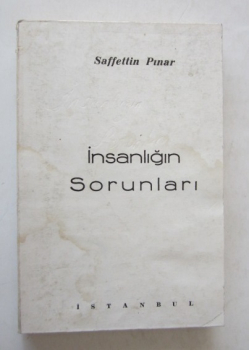 Saffettin Pınar
İnsanlığın
Sorunları
İSTANBUL